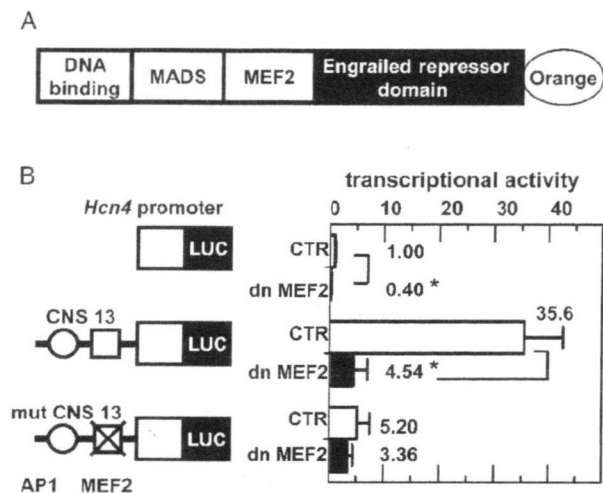 A
DNA binding
MADS
MEF2
Engrailed repressor domain
Orange
B
transcriptional activity
Hcn4 promoter
0 10 20 30 40
LUC
CTR 1.00
dn MEF2 0.40 *
CNS 13
LUC
CTR 35.6
dn MEF2 4.54 *
mut CNS 13
LUC
CTR 5.20
dn MEF2 3.36
AP1 MEF2